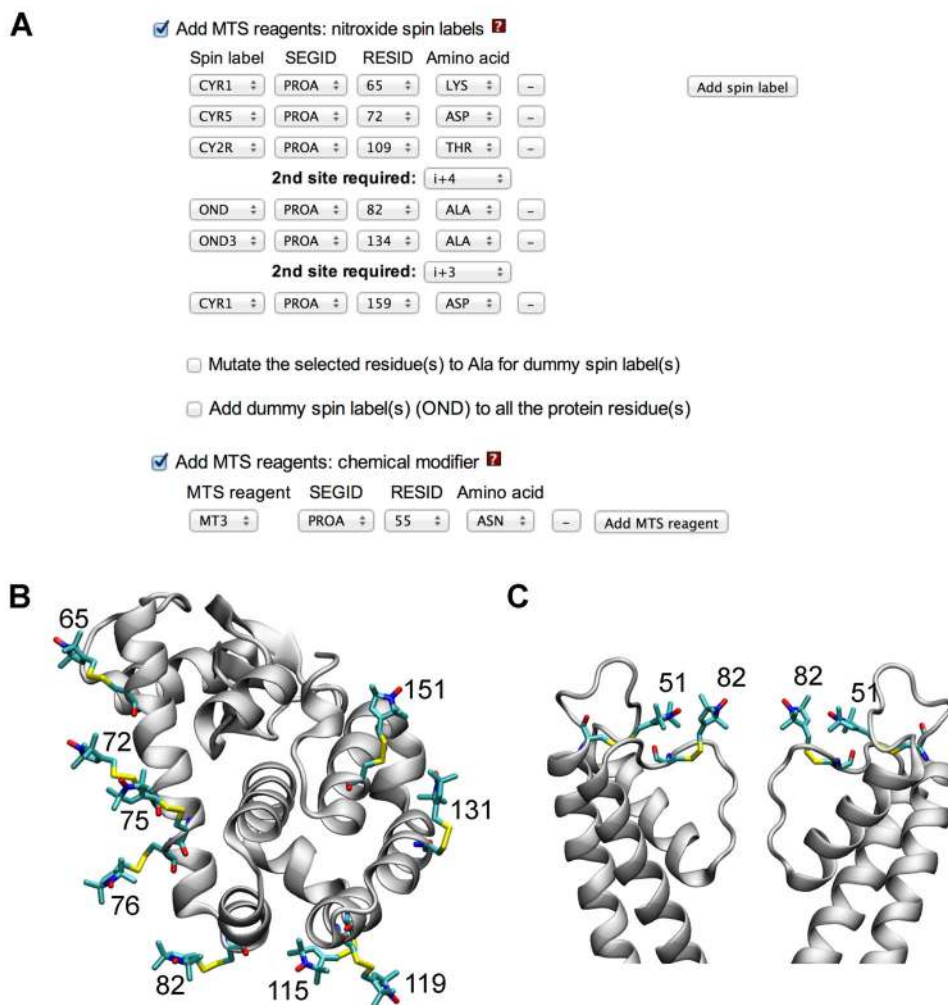 A
Add MTS reagents: nitroxide spin labels ?
Spin label SEGID RESID Amino acid
CYR1 PROA 65 LYS - Add spin label
CYR5 PROA 72 ASP -
CY2R PROA 109 THR -
2nd site required: i+4
OND PROA 82 ALA -
OND3 PROA 134 ALA -
2nd site required: i+3
CYR1 PROA 159 ASP -
Mutate the selected residue(s) to Ala for dummy spin label(s)
Add dummy spin label(s) (OND) to all the protein residue(s)
Add MTS reagents: chemical modifier ?
MTS reagent SEGID RESID Amino acid
MT3 PROA 55 ASN - Add MTS reagent
B
65
151
72
131
75
76
82
115
119
C
51
82
82
51